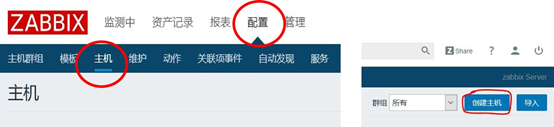 ZABBIX 监测中 资产记录 报表 配置 管理
主机群组 模板 主机 维护 动作 关联项事件 自动发现 服务
主机
Z Share ?
zabbix Server
群组 所有 创建主机 导入